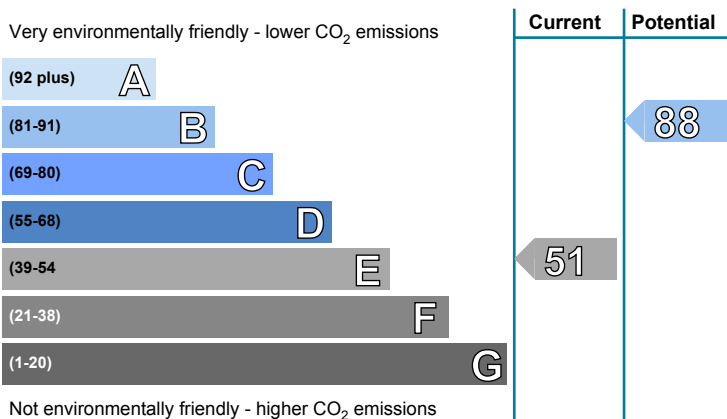 Very environmentally friendly - lower CO2 emissions
Current
Potential
(92 plus) A
(81-91) B
88
(69-80) C
(55-68) D
(39-54 E
51
(21-38) F
(1-20) G
Not environmentally friendly - higher CO2 emissions